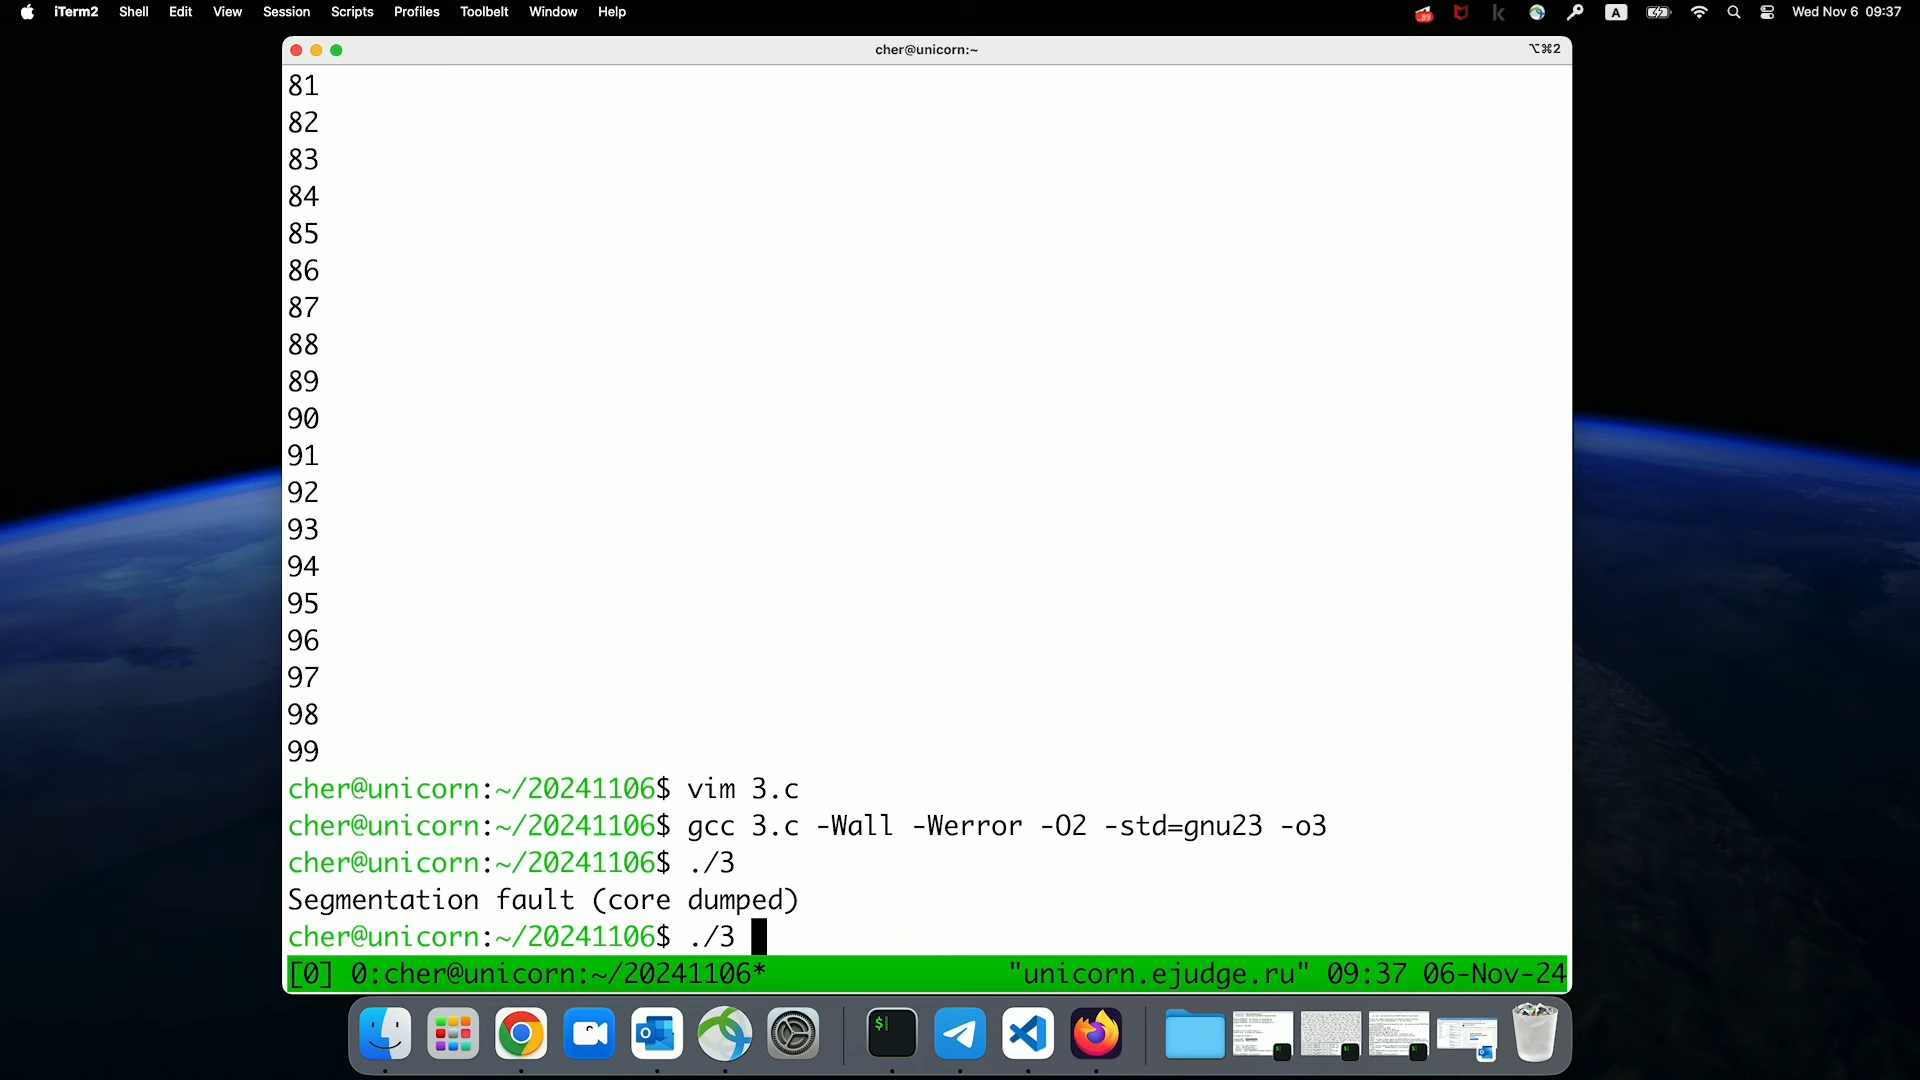 iTerm2 Shell Edit View Session Scripts Profiles Toolbelt Window Help A Wed Nov 6 09:37
cher@unicorn:~ ⌥⌘2
81
82
83
84
85
86
87
88
89
90
91
92
93
94
95
96
97
98
99
cher@unicorn:~/20241106$ vim 3.c
cher@unicorn:~/20241106$ gcc 3.c -Wall -Werror -O2 -std=gnu23 -o3
cher@unicorn:~/20241106$ ./3
Segmentation fault (core dumped)
cher@unicorn:~/20241106$ ./3
[0] 0:cher@unicorn:~/20241106* "unicorn.ejudge.ru" 09:37 06-Nov-24